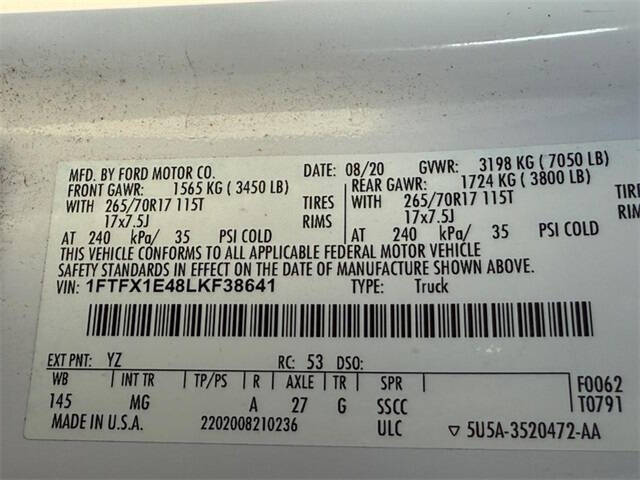 MFD. BY FORD MOTOR CO. DATE: 08/20 GVWR: 3198 KG (7050 LB)
FRONT GAWR: 1565 KG (3450 LB) REAR GAWR: 1724 KG (3800 LB)
WITH 265/70R17 115T TIRES WITH 265/70R17 115T
17x7.5J RIMS 17x7.5J
AT 240 kPa/ 35 PSI COLD AT 240 kPa/ 35 PSI COLD
THIS VEHICLE CONFORMS TO ALL APPLICABLE FEDERAL MOTOR VEHICLE
SAFETY STANDARDS IN EFFECT ON THE DATE OF MANUFACTURE SHOWN ABOVE.
VIN: 1FTFX1E48LKF38641 TYPE: Truck
EXT PNT: YZ RC: 53 DSO:
WB INT TR TP/PS R AXLE TR SPR F0062
145 MG A 27 G SSCC T0791
MADE IN U.S.A. 2202008210236 ULC ▽ 5U5A-3520472-AA